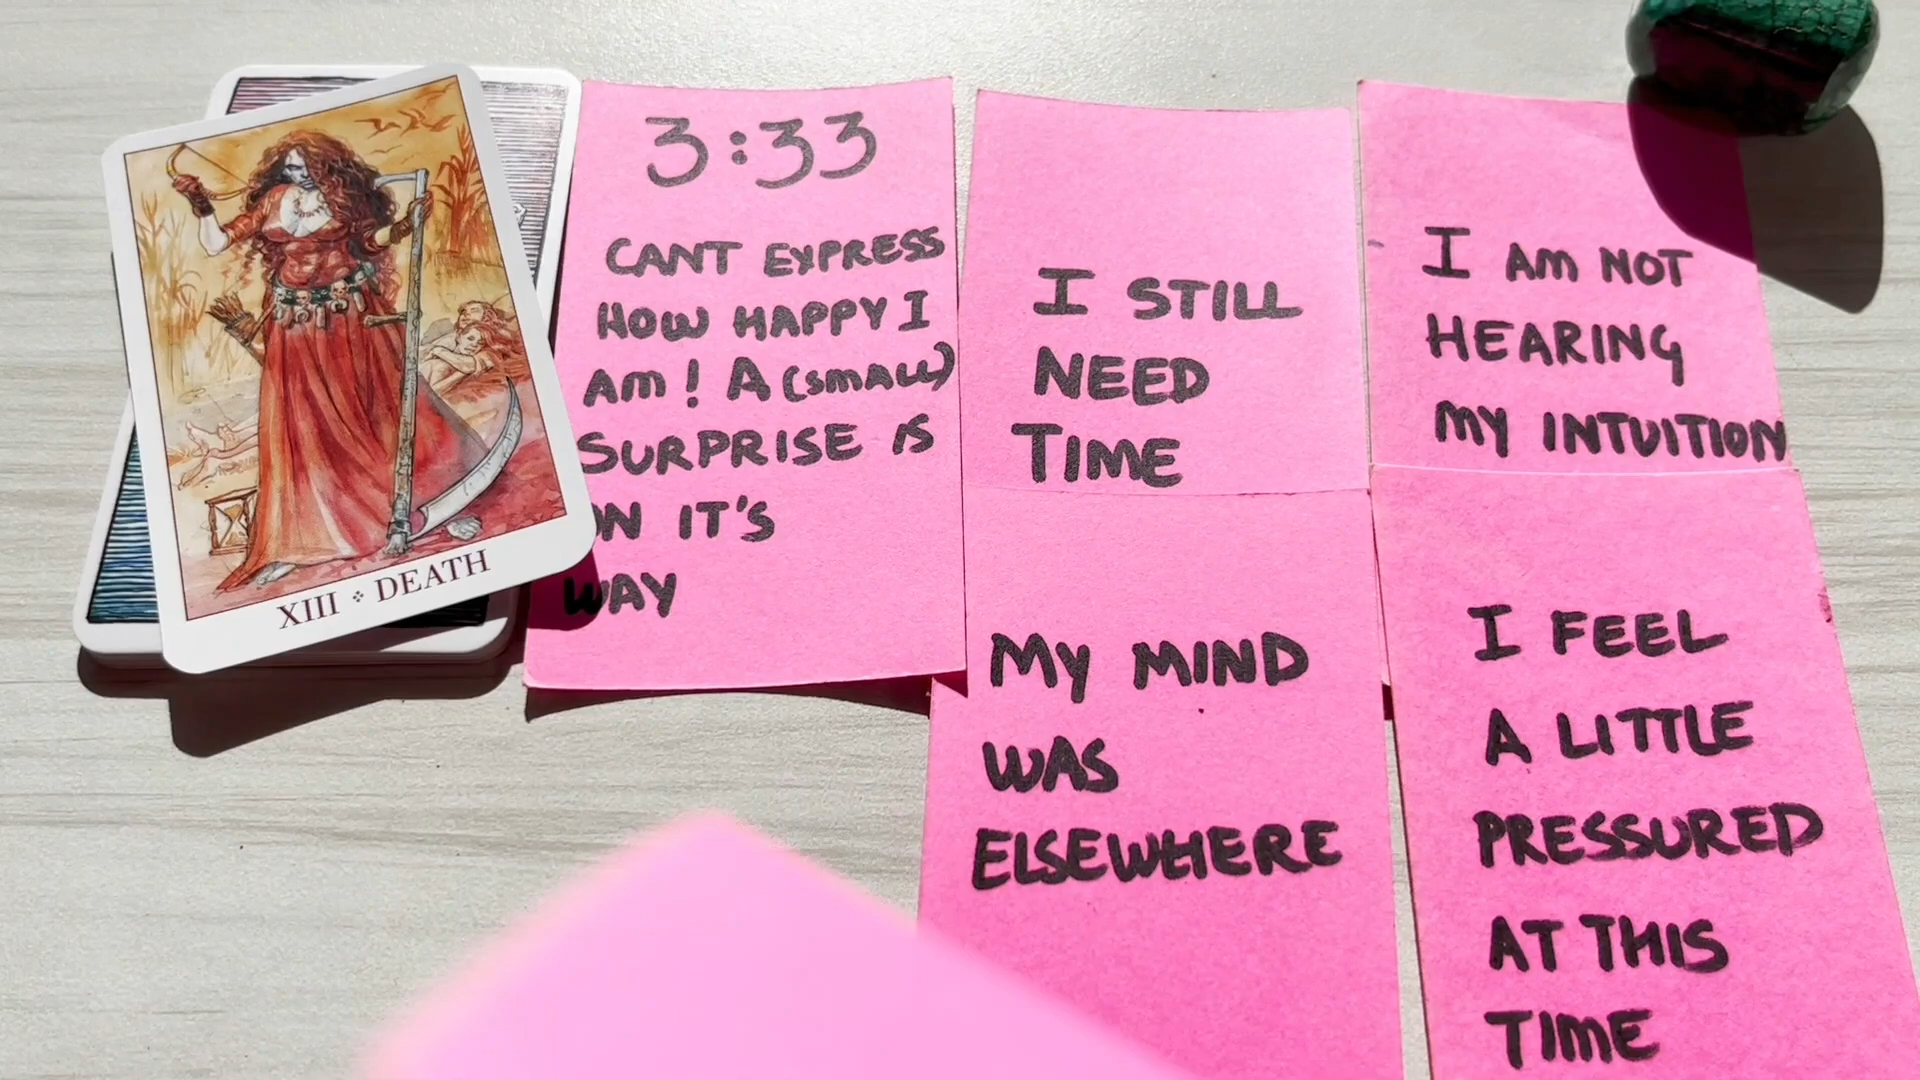 XIII ❖ DEATH
3:33
CANT EXPRESS
HOW HAPPY I
AM! A (SMALL)
SURPRISE IS
ON IT'S
WAY
I STILL
NEED
TIME
MY MIND
WAS
ELSEWHERE
I AM NOT
HEARING
MY INTUITION
I FEEL
A LITTLE
PRESSURED
AT THIS
TIME